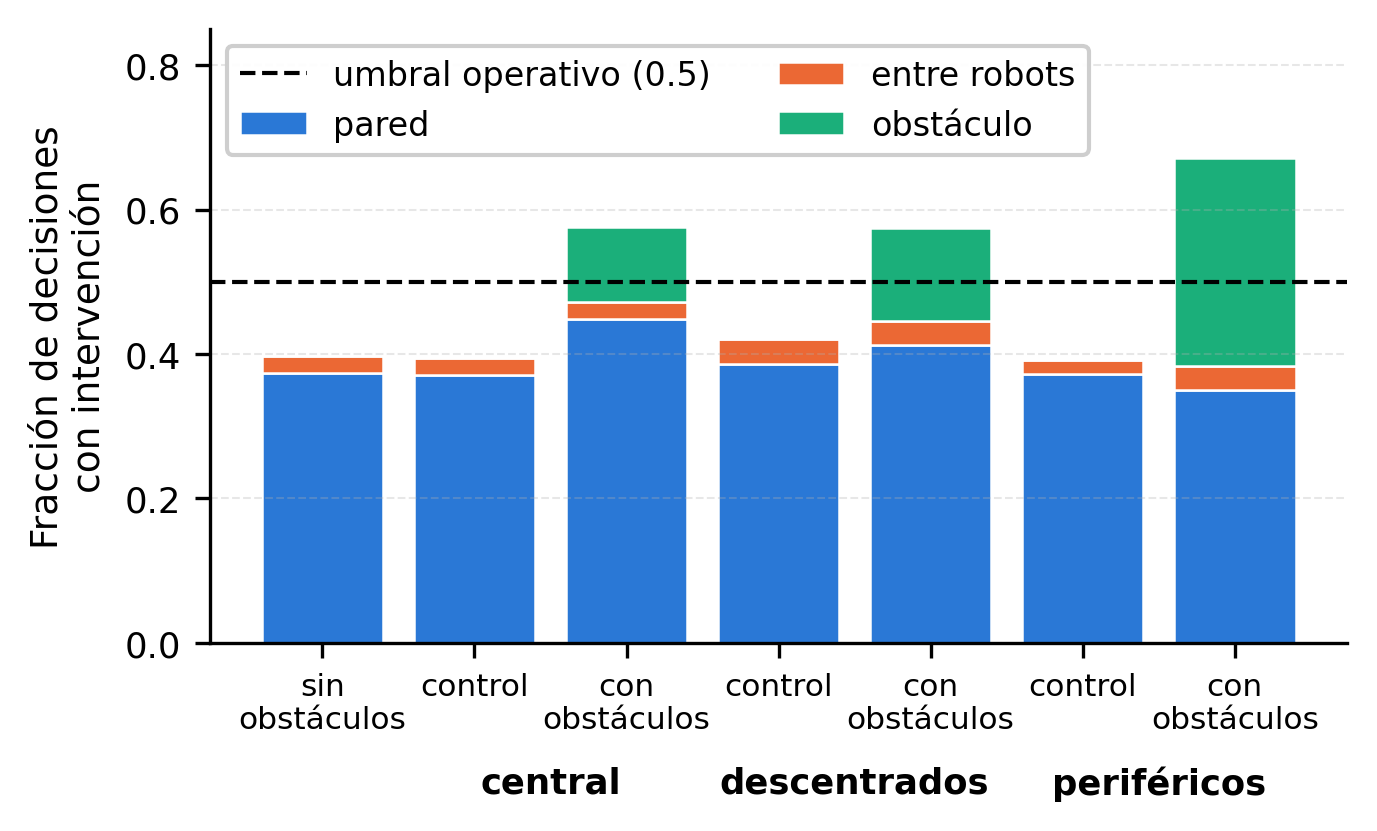 Fracción de decisiones
con intervención
0.8
0.6
0.4
0.2
0.0
umbral operativo (0.5)
pared
entre robots
obstáculo
sin
obstáculos
control
con
obstáculos
control
con
obstáculos
control
con
obstáculos
central
descentrados
periféricos